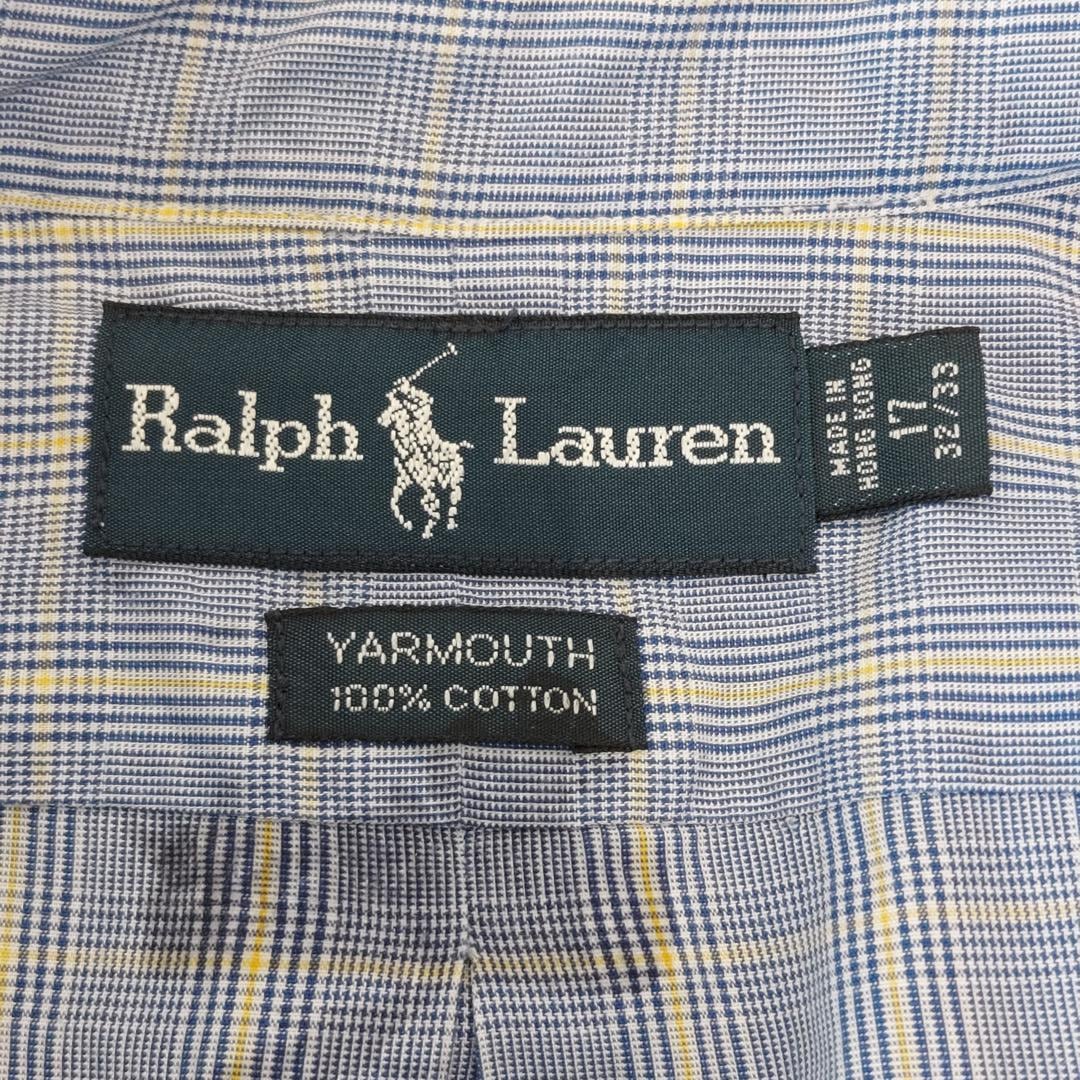 Ralph Lauren
MADE IN
HONG KONG
17
32/33
YARMOUTH
100% COTTON